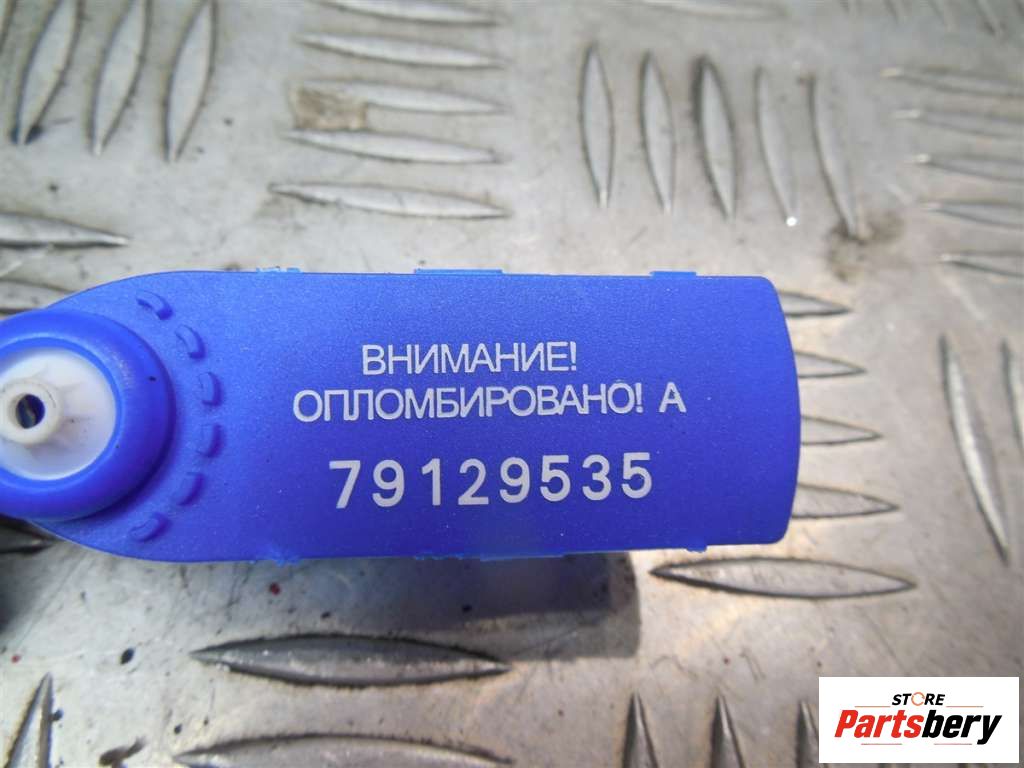 ВНИМАНИЕ!
ОПЛОМБИРОВАНО! А
79129535
STORE
Partsbery